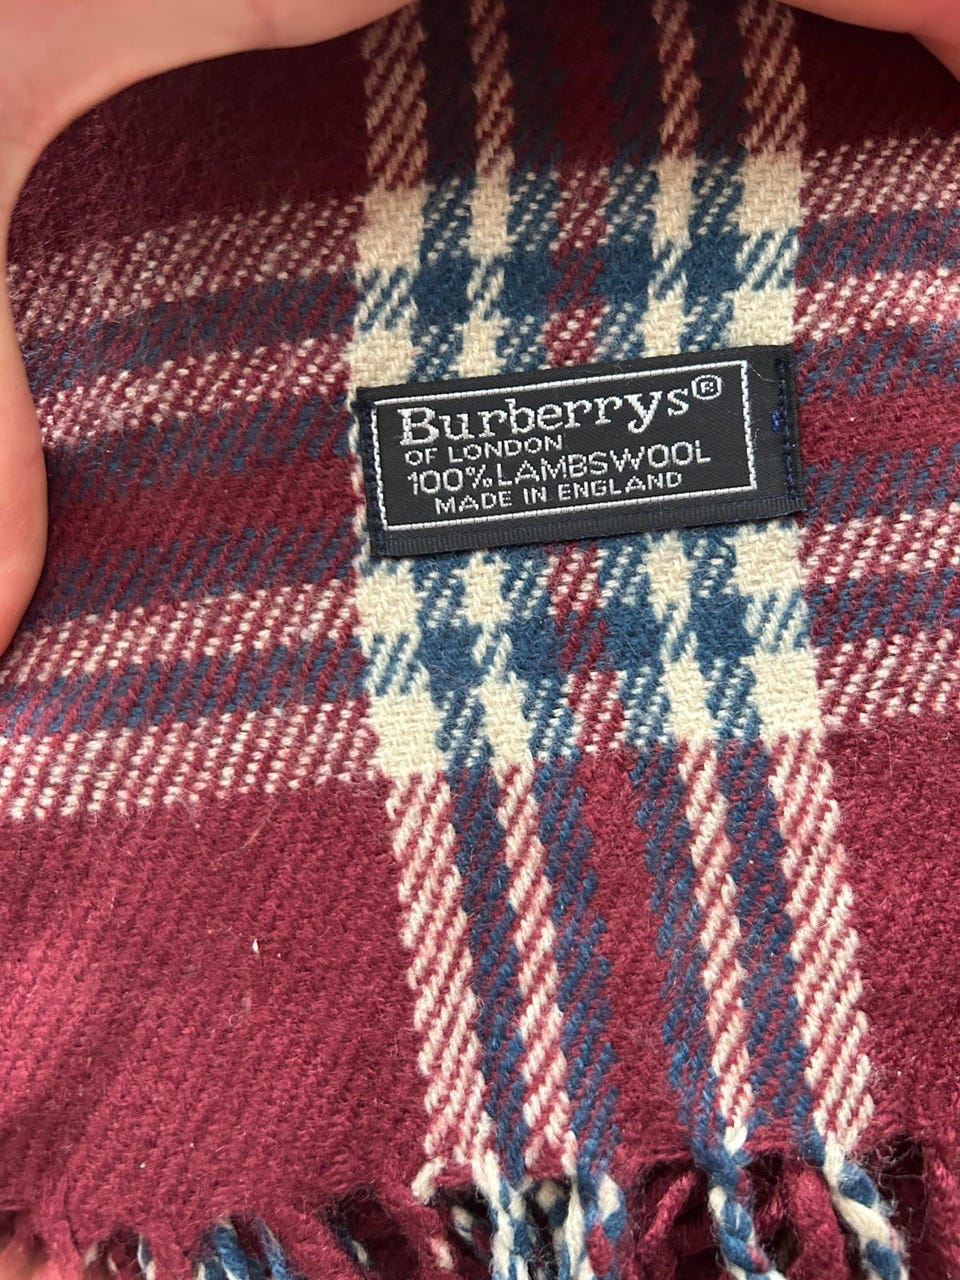 Burberrys®
OF LONDON
100% LAMBSWOOL
MADE IN ENGLAND